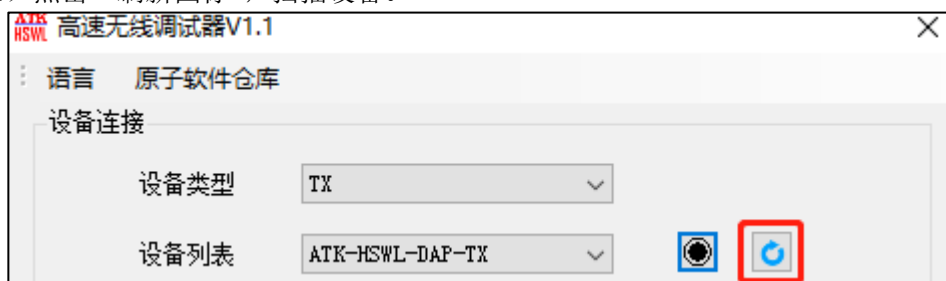 ATK HSWL 高速无线调试器V1.1
语言 原子软件仓库
设备连接
设备类型 TX
设备列表 ATK-HSWL-DAP-TX